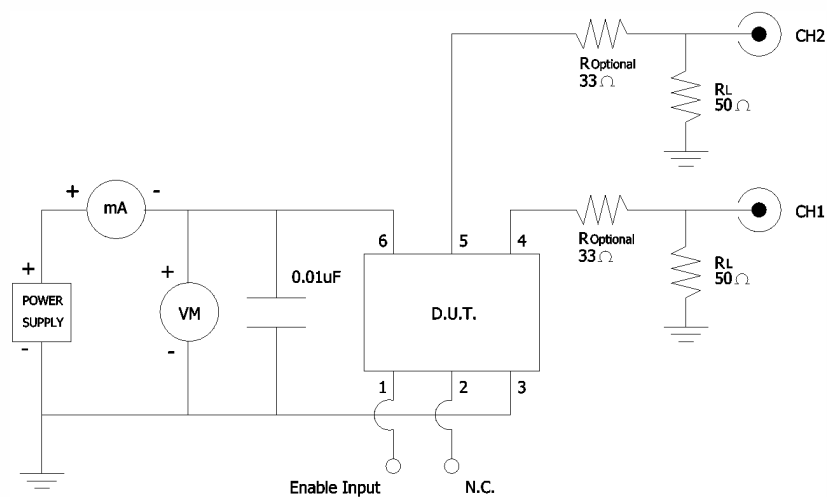 CH2
ROptional
33Ω
RL
50Ω
+
-
mA
CH1
6
5
4
ROptional
33Ω
RL
50Ω
+
+
0.01uF
POWER
SUPPLY
VM
D.U.T.
-
-
1
2
3
Enable Input
N.C.